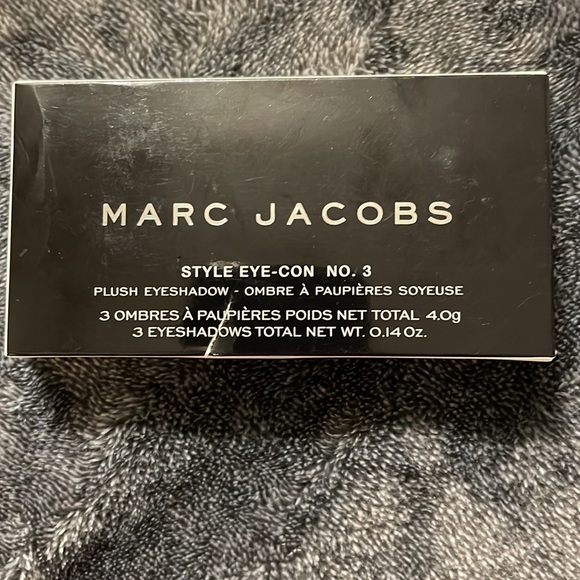 MARC JACOBS
STYLE EYE-CON NO. 3
PLUSH EYESHADOW - OMBRE À PAUPIÈRES SOYEUSE
3 OMBRES À PAUPIÈRES POIDS NET TOTAL 4.0g
3 EYESHADOWS TOTAL NET WT. 0.14 Oz.